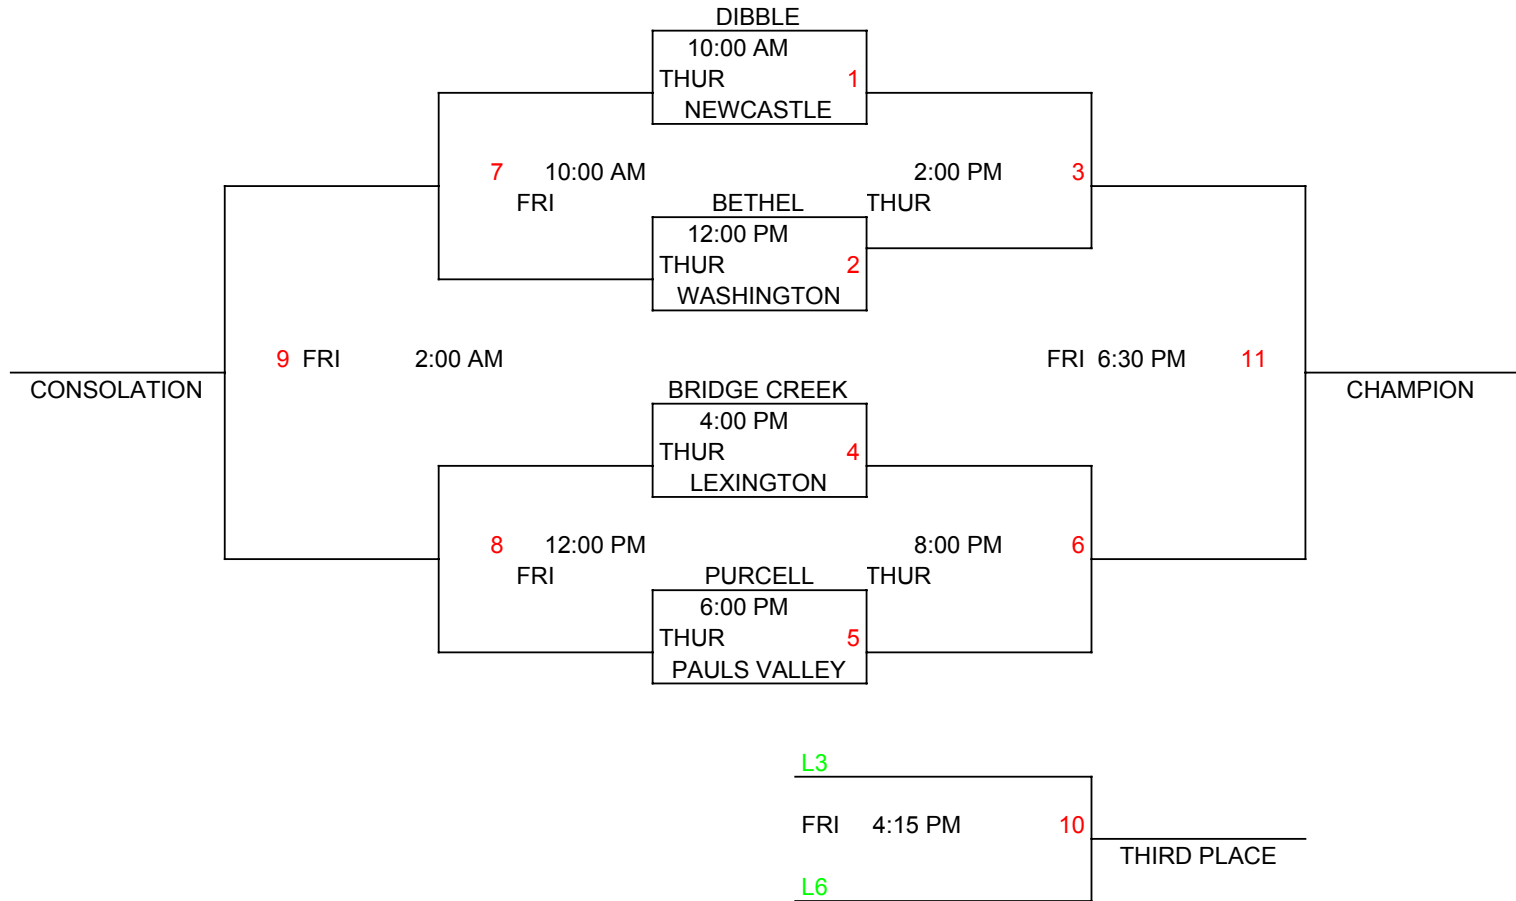 DIBBLE
10:00 AM
THUR 1
NEWCASTLE
7 10:00 AM
FRI
2:00 PM 3
THUR
BETHEL
12:00 PM
THUR 2
WASHINGTON
9 FRI 2:00 AM
CONSOLATION
FRI 6:30 PM 11
CHAMPION
BRIDGE CREEK
4:00 PM
THUR 4
LEXINGTON
8 12:00 PM
FRI
8:00 PM 6
THUR
PURCELL
6:00 PM
THUR 5
PAULS VALLEY
L3
FRI 4:15 PM 10
THIRD PLACE
L6